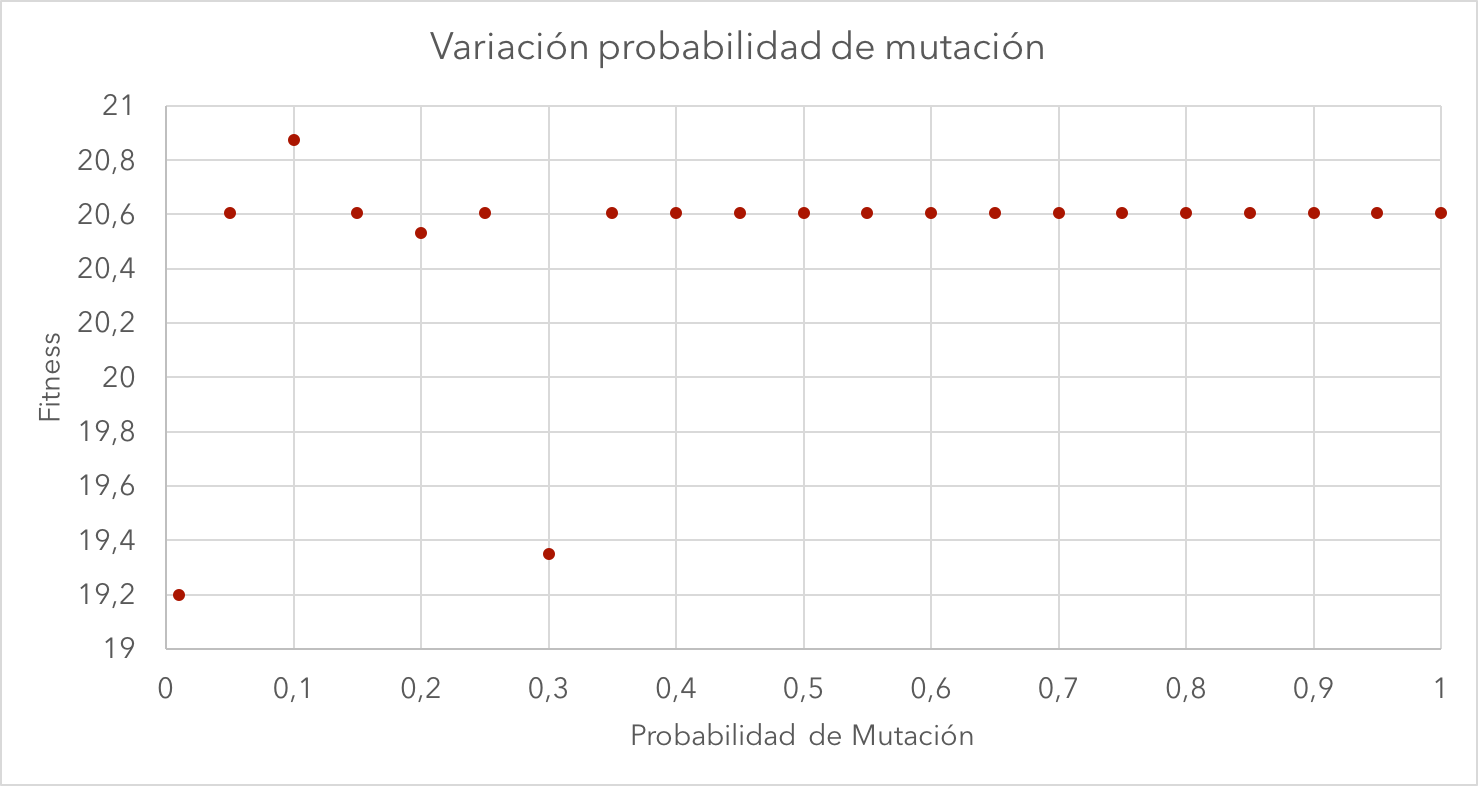 Variación probabilidad de mutación
21
20,8
20,6
20,4
20,2
20
19,8
19,6
19,4
19,2
19
Fitness
0 0,1 0,2 0,3 0,4 0,5 0,6 0,7 0,8 0,9 1
Probabilidad de Mutación